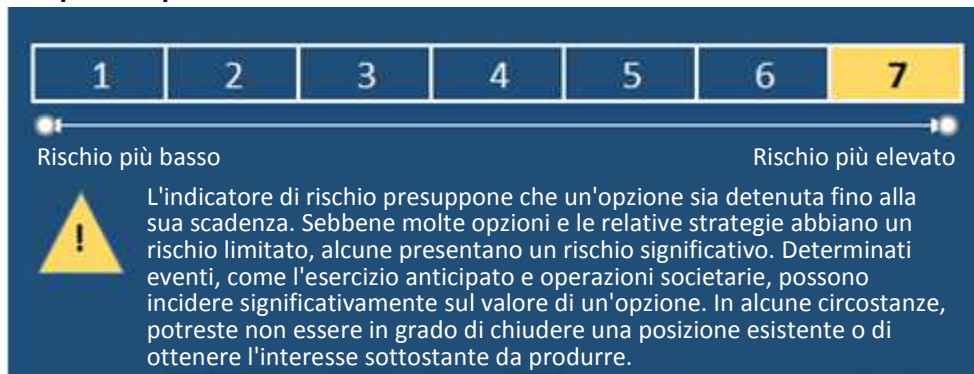 1 2 3 4 5 6 7
Rischio più basso Rischio più elevato
L'indicatore di rischio presuppone che un'opzione sia detenuta fino alla
! sua scadenza. Sebbene molte opzioni e le relative strategie abbiano un
rischio limitato, alcune presentano un rischio significativo. Determinati
eventi, come l'esercizio anticipato e operazioni societarie, possono
incidere significativamente sul valore di un'opzione. In alcune circostanze,
potreste non essere in grado di chiudere una posizione esistente o di
ottenere l'interesse sottostante da produrre.